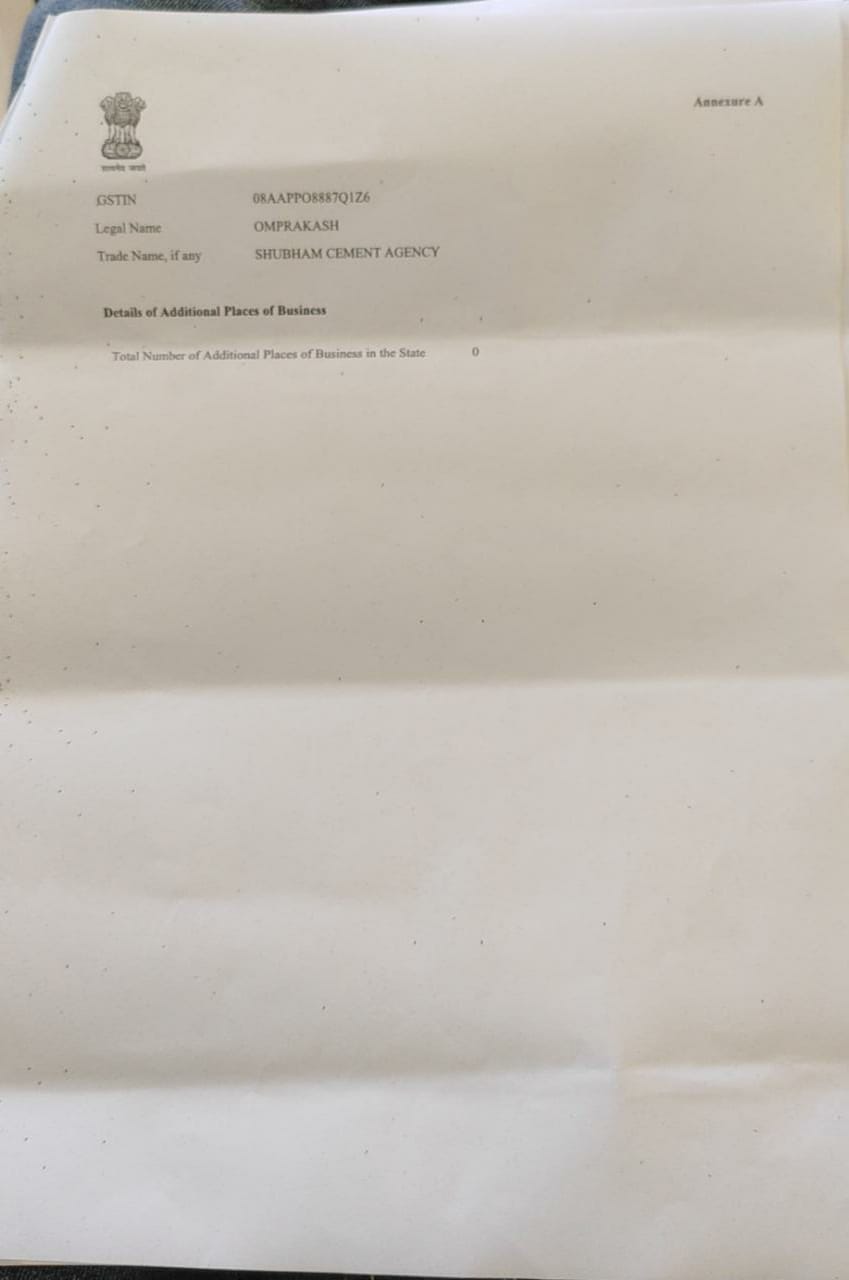 Annexure A
सत्यमेव जयते
GSTIN 08AAPPO8887Q1Z6
Legal Name OMPRAKASH
Trade Name, if any SHUBHAM CEMENT AGENCY
Details of Additional Places of Business
Total Number of Additional Places of Business in the State 0